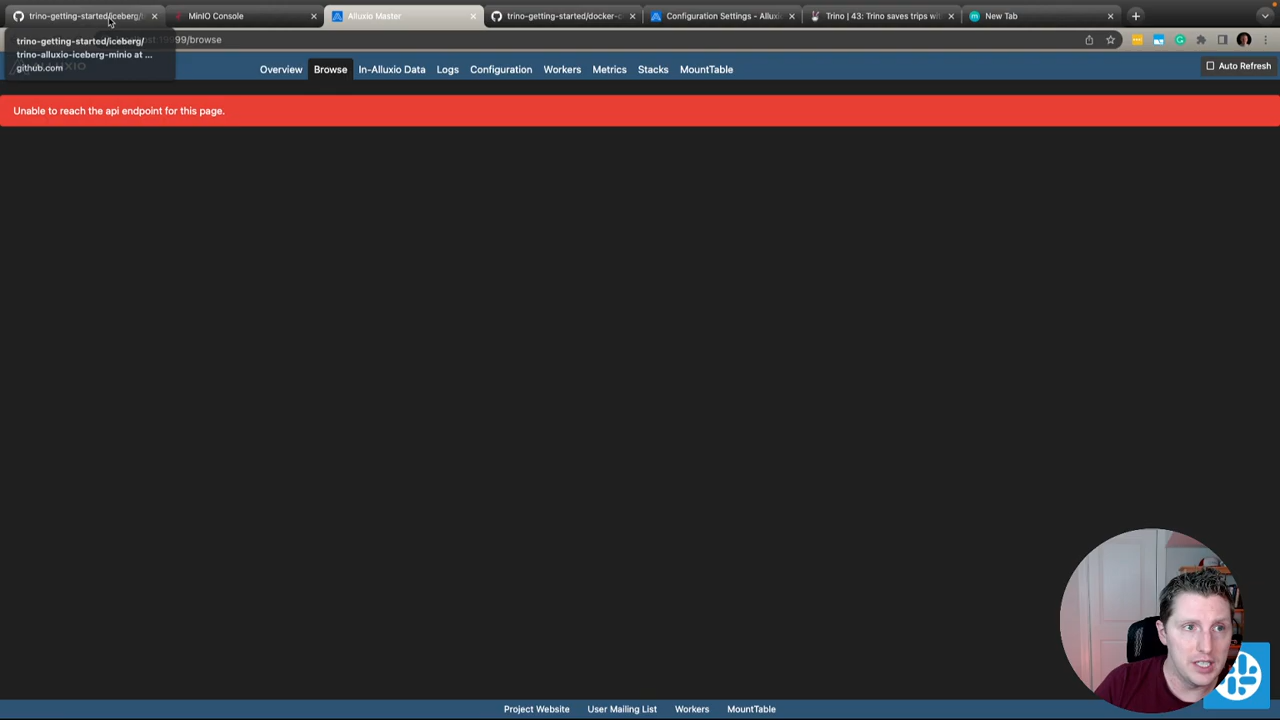 trino-getting-started/iceberg/t
MinIO Console
Alluxio Master
trino-getting-started/docker-c
Configuration Settings - Alluxi
Trino | 43: Trino saves trips wi
New Tab
trino-getting-started/iceberg/
trino-alluxio-iceberg-minio at ...
github.com
:19999/browse
Overview
Browse
In-Alluxio Data
Logs
Configuration
Workers
Metrics
Stacks
MountTable
Auto Refresh
Unable to reach the api endpoint for this page.
Project Website
User Mailing List
Workers
MountTable